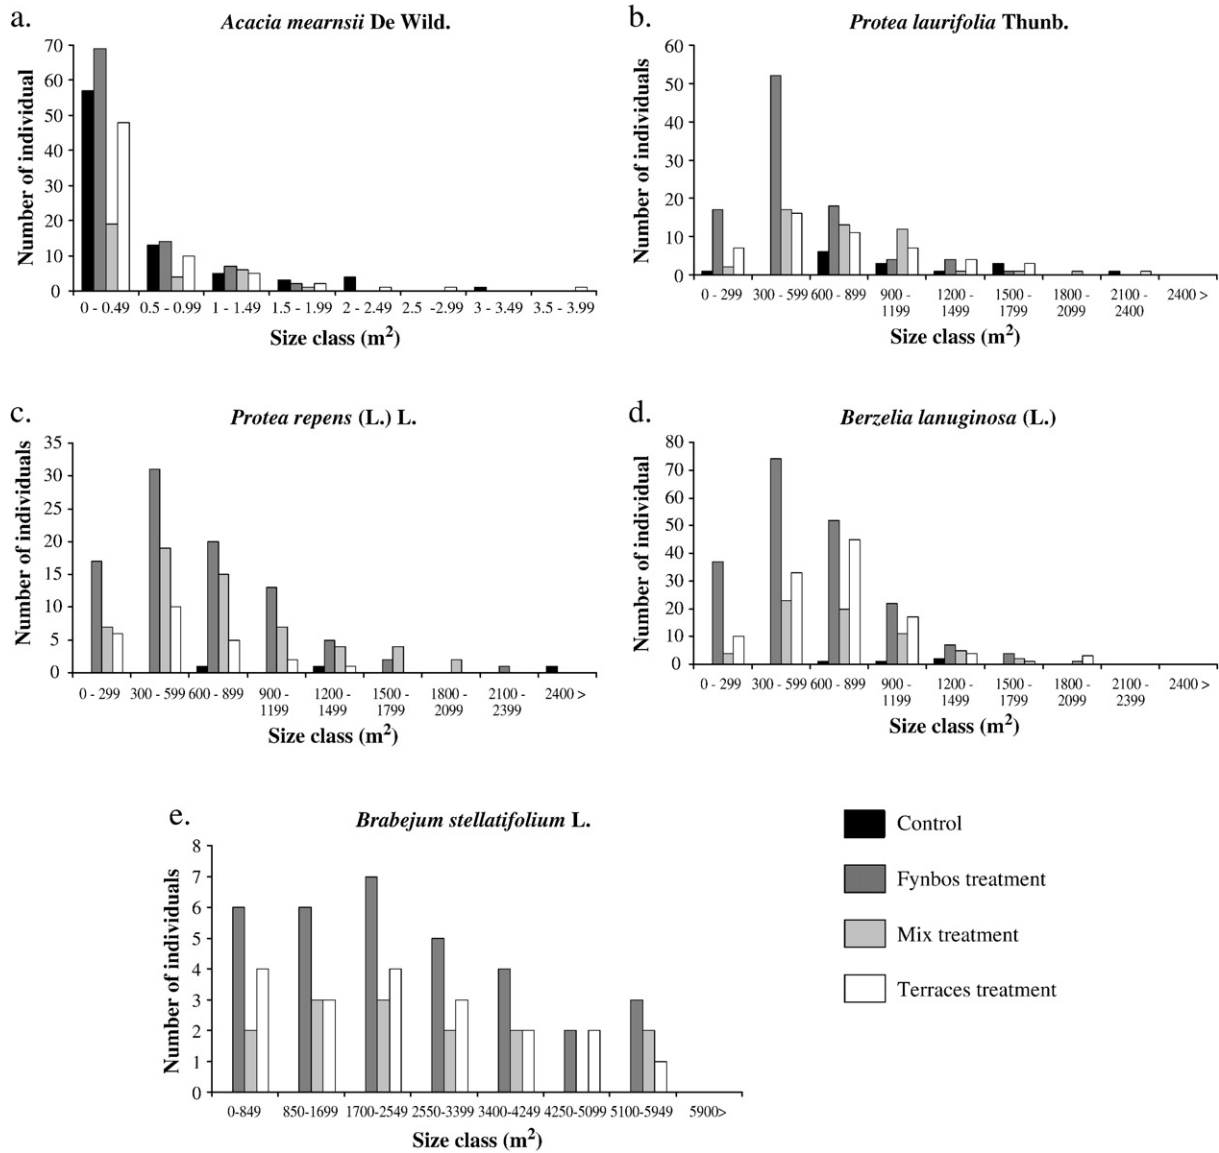 a.
Acacia mearnsii De Wild.
Number of individual
70
60
50
40
30
20
10
0
0 - 0.49 0.5 - 0.99 1 - 1.49 1.5 - 1.99 2 - 2.49 2.5 -2.99 3 - 3.49 3.5 - 3.99
Size class (m²)
b.
Protea laurifolia Thunb.
Number of individuals
60
50
40
30
20
10
0
0 - 299 300 - 599 600 - 899 900 - 1200 - 1500 - 1800 - 2100 - 2400 >
1199 1499 1799 2099 2400
Size class (m²)
c.
Protea repens (L.) L.
Number of individuals
35
30
25
20
15
10
5
0
0 - 299 300 - 599 600 - 899 900 - 1200 - 1500 - 1800 - 2100 - 2400 >
1199 1499 1799 2099 2399
Size class (m²)
d.
Berzelia lanuginosa (L.)
Number of individual
80
70
60
50
40
30
20
10
0
0 - 299 300 - 599 600 - 899 900 - 1200 - 1500 - 1800 - 2100 - 2400 >
1199 1499 1799 2099 2399
Size class (m²)
e.
Brabejum stellatifolium L.
Number of individuals
8
7
6
5
4
3
2
1
0
0-849 850-1699 1700-2549 2550-3399 3400-4249 4250-5099 5100-5949 5900>
Size class (m²)
Control
Fynbos treatment
Mix treatment
Terraces treatment